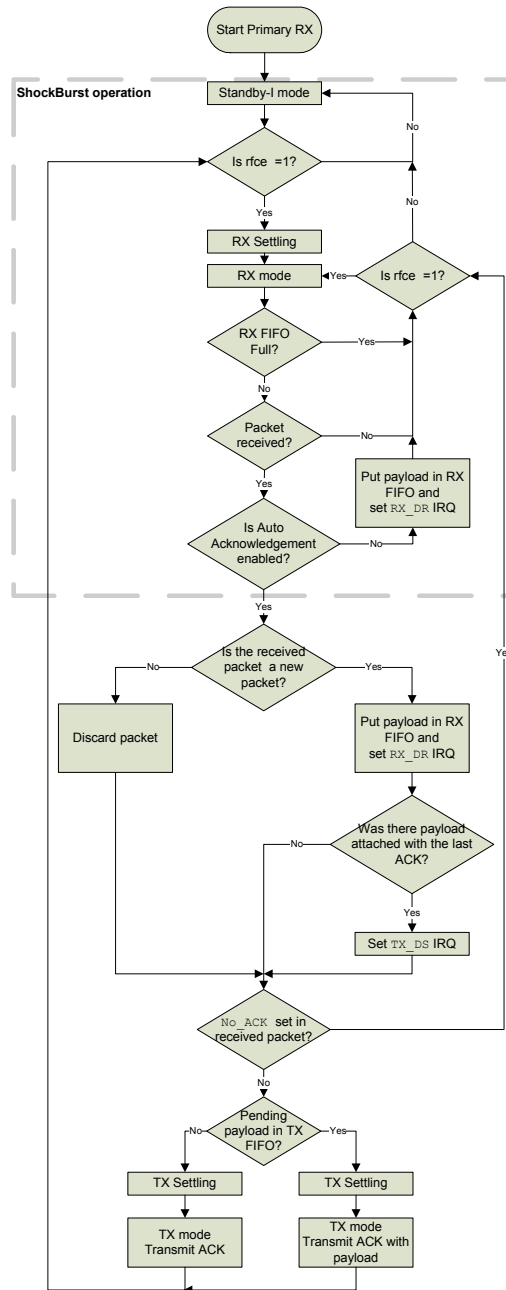 Start Primary RX
ShockBurst operation
Standby-I mode
No
Is rfce =1?
No
Yes
RX Settling
RX mode
Yes
Is rfce =1?
RX FIFO
Full?
Yes
No
Packet
received?
No
Put payload in RX
FIFO and
set RX_DR IRQ
Yes
Is Auto
Acknowledgement
enabled?
No
Yes
Is the received
packet a new
packet?
No
Yes
Discard packet
Put payload in RX
FIFO and
set RX_DR IRQ
Was there payload
attached with the last
ACK?
No
Yes
Set TX_DS IRQ
No_ACK set in
received packet?
No
Pending
payload in TX
FIFO?
No
Yes
TX Settling
TX Settling
TX mode
Transmit ACK
TX mode
Transmit ACK with
payload